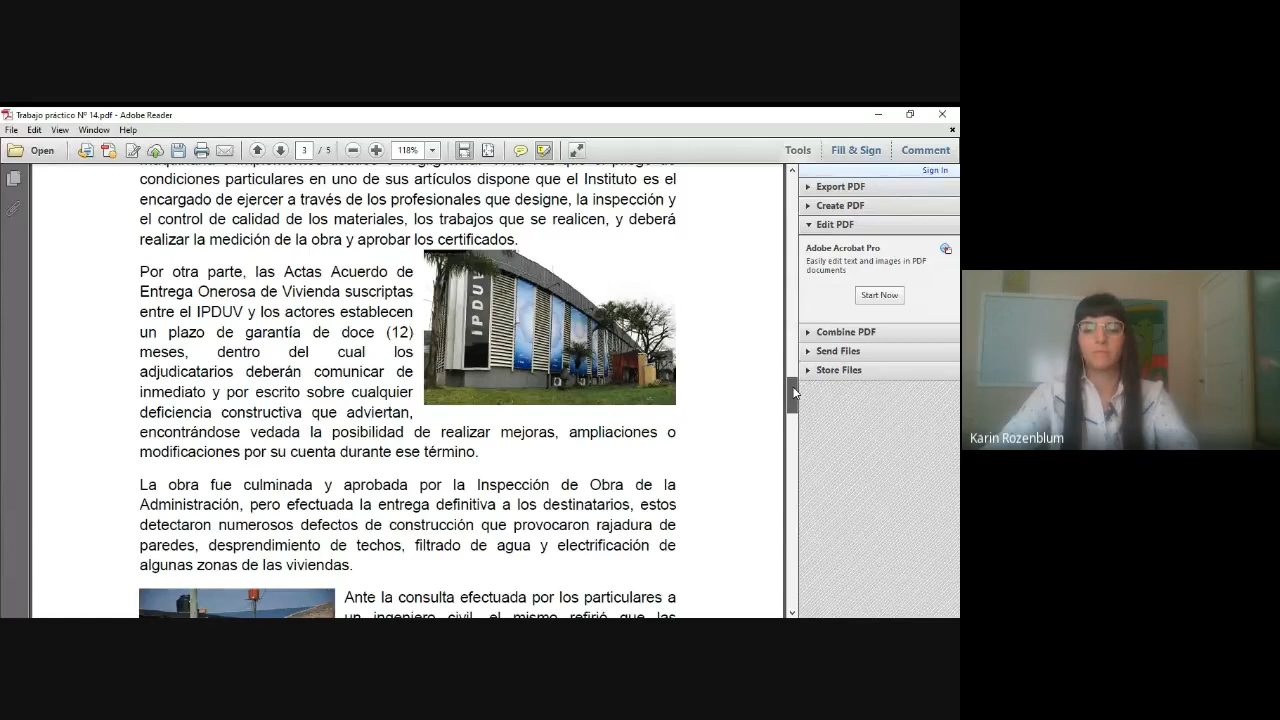 Trabajo práctico Nº 14.pdf - Adobe Reader
File Edit View Window Help
Open 3 / 5 118% Tools Fill & Sign Comment
condiciones particulares en uno de sus artículos dispone que el Instituto es el
encargado de ejercer a través de los profesionales que designe, la inspección y
el control de calidad de los materiales, los trabajos que se realicen, y deberá
realizar la medición de la obra y aprobar los certificados.
Por otra parte, las Actas Acuerdo de
Entrega Onerosa de Vivienda suscriptas
entre el IPDUV y los actores establecen
un plazo de garantía de doce (12)
meses, dentro del cual los
adjudicatarios deberán comunicar de
inmediato y por escrito sobre cualquier
deficiencia constructiva que adviertan,
encontrándose vedada la posibilidad de realizar mejoras, ampliaciones o
modificaciones por su cuenta durante ese término.
IPDUV
La obra fue culminada y aprobada por la Inspección de Obra de la
Administración, pero efectuada la entrega definitiva a los destinatarios, estos
detectaron numerosos defectos de construcción que provocaron rajadura de
paredes, desprendimiento de techos, filtrado de agua y electrificación de
algunas zonas de las viviendas.
Ante la consulta efectuada por los particulares a
un ingeniero civil, el mismo refirió que las
Sign In
Export PDF
Create PDF
Edit PDF
Adobe Acrobat Pro
Easily edit text and images in PDF
documents
Start Now
Combine PDF
Send Files
Store Files
Karin Rozenblum